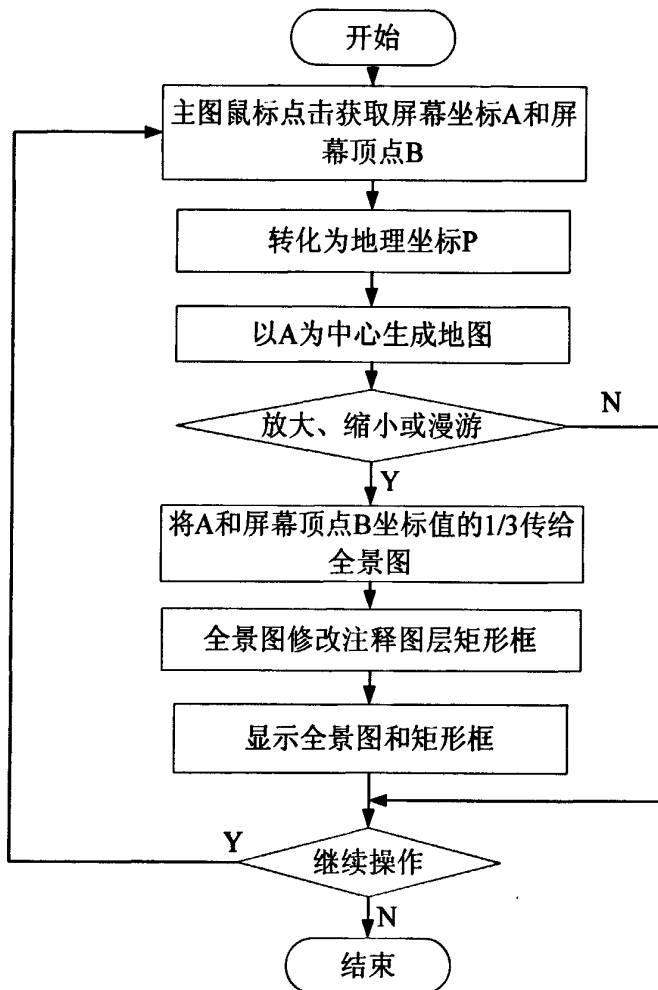 开始
主图鼠标点击获取屏幕坐标A和屏
幕顶点B
转化为地理坐标P
以A为中心生成地图
放大、缩小或漫游
N
Y
将A和屏幕顶点B坐标值的1/3传给
全景图
全景图修改注释图层矩形框
显示全景图和矩形框
Y
继续操作
N
结束